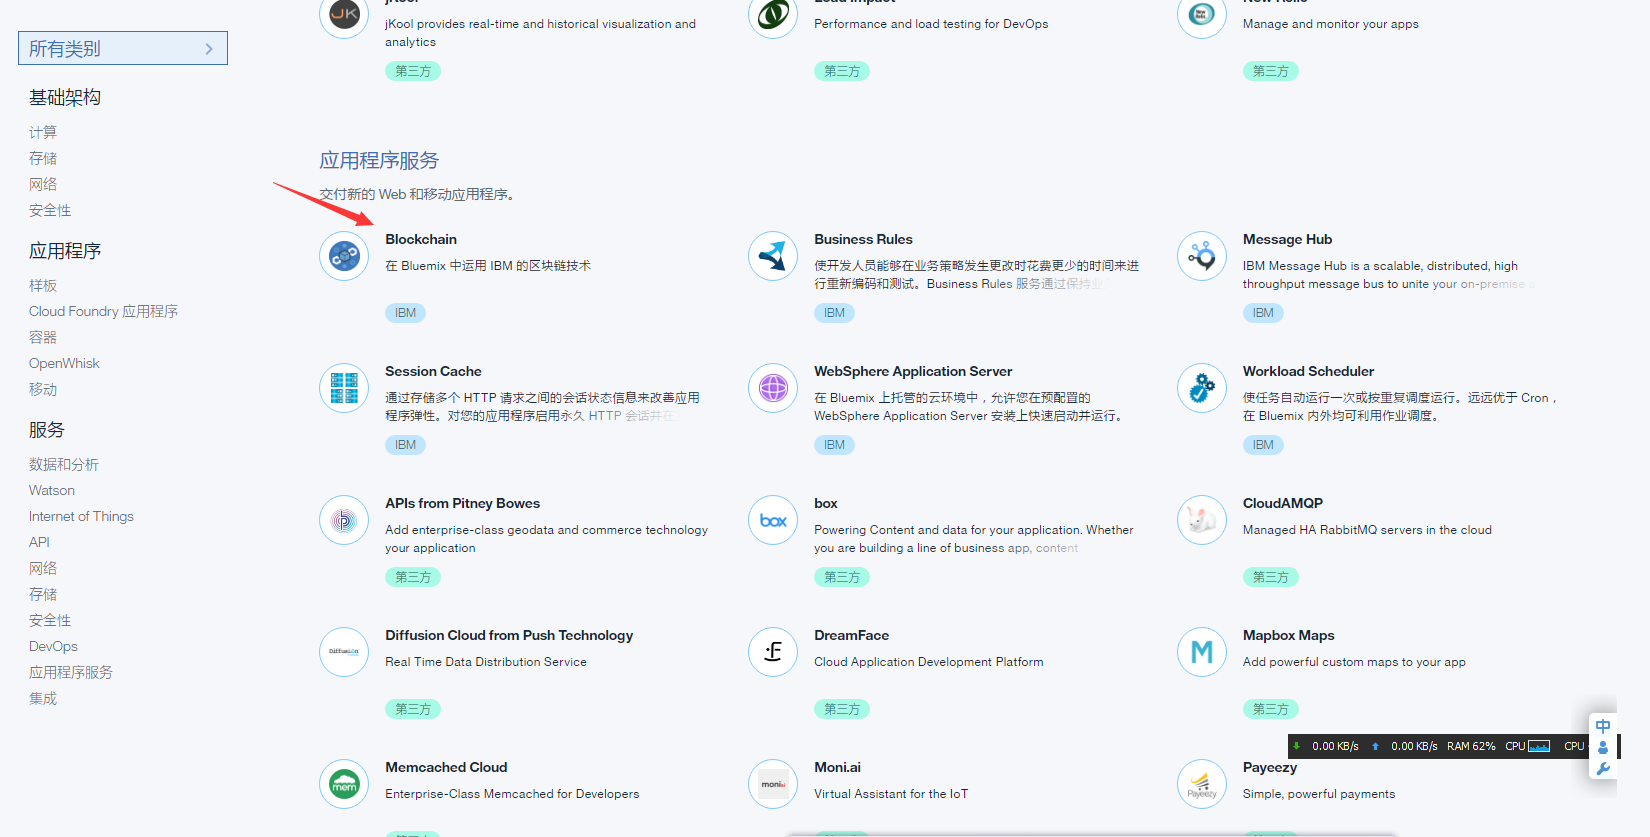 所有类别
基础架构
计算
存储
网络
安全性
应用程序
样板
Cloud Foundry 应用程序
容器
OpenWhisk
移动
服务
数据和分析
Watson
Internet of Things
API
网络
存储
安全性
DevOps
应用程序服务
集成
JK
jKool provides real-time and historical visualization and
analytics
第三方
Load Impact
Performance and load testing for DevOps
第三方
New Relic
Manage and monitor your apps
第三方
应用程序服务
交付新的 Web 和移动应用程序。
Blockchain
在 Bluemix 中运用 IBM 的区块链技术
IBM
Business Rules
使开发人员能够在业务策略发生更改时花费更少的时间来进
行重新编码和测试。Business Rules 服务通过保持业
IBM
Message Hub
IBM Message Hub is a scalable, distributed, high
throughput message bus to unite your on-premise
IBM
Session Cache
通过存储多个 HTTP 请求之间的会话状态信息来改善应用
程序弹性。对您的应用程序启用永久 HTTP 会话并在
IBM
WebSphere Application Server
在 Bluemix 上托管的云环境中，允许您在预配置的
WebSphere Application Server 安装上快速启动并运行。
IBM
Workload Scheduler
使任务自动运行一次或按重复调度运行。远远优于 Cron，
在 Bluemix 内外均可利用作业调度。
IBM
APIs from Pitney Bowes
Add enterprise-class geodata and commerce technology
your application
第三方
box
box
Powering Content and data for your application. Whether
you are building a line of business app, content
第三方
CloudAMQP
Managed HA RabbitMQ servers in the cloud
第三方
Diffusion
Diffusion Cloud from Push Technology
Real Time Data Distribution Service
第三方
:F
DreamFace
Cloud Application Development Platform
第三方
M
Mapbox Maps
Add powerful custom maps to your app
第三方
mem
Memcached Cloud
Enterprise-Class Memcached for Developers
第三方
moni.ai
Moni.ai
Virtual Assistant for the IoT
Payeezy
Payeezy
Simple, powerful payments
0.00 KB/s 0.00 KB/s RAM 62% CPU CPU
中